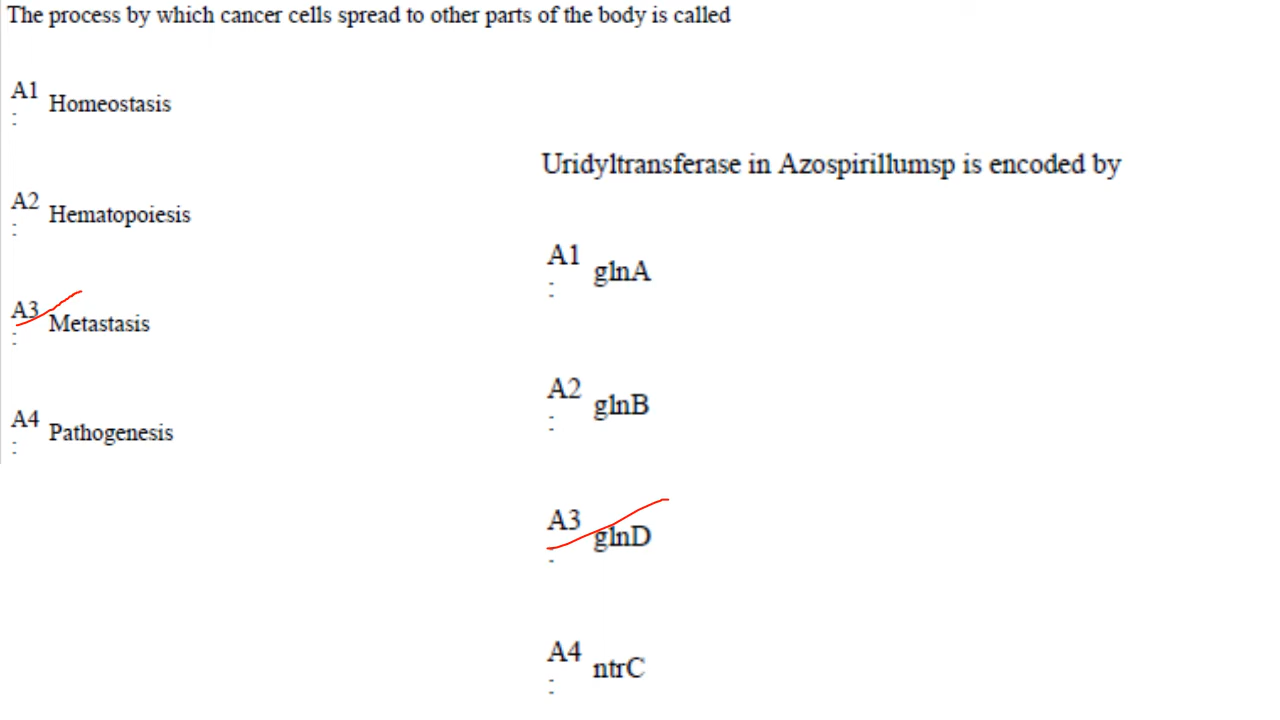 The process by which cancer cells spread to other parts of the body is called
A1
:
Homeostasis
A2
:
Hematopoiesis
A3
:
Metastasis
A4
:
Pathogenesis
Uridyltransferase in Azospirillumsp is encoded by
A1
:
glnA
A2
:
glnB
A3
:
glnD
A4
:
ntrC